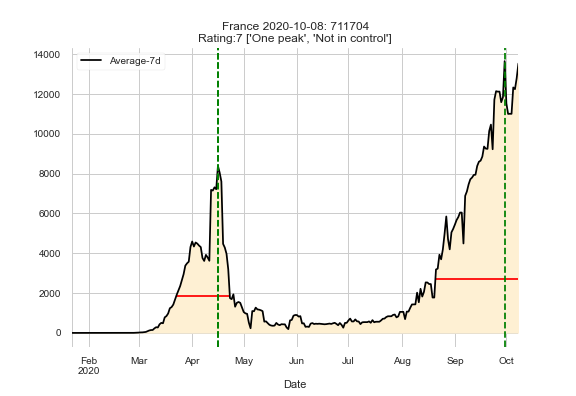 France 2020-10-08: 711704
Rating:7 ['One peak', 'Not in control']
Average-7d
14000
12000
10000
8000
6000
4000
2000
0
Feb Mar Apr May Jun Jul Aug Sep Oct
2020
Date